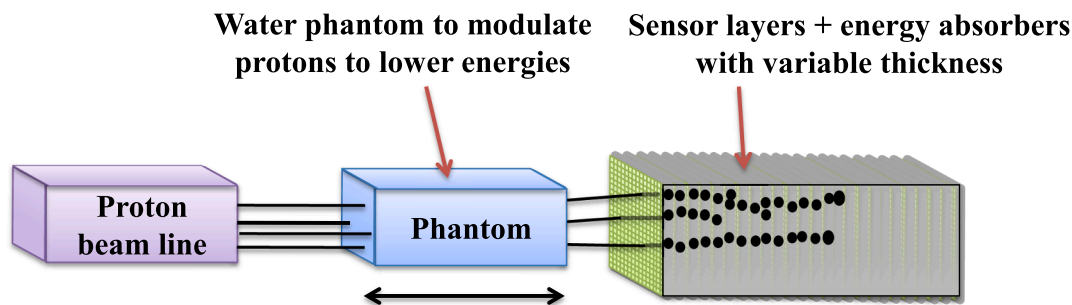 Water phantom to modulate
protons to lower energies
Sensor layers + energy absorbers
with variable thickness
Proton
beam line
Phantom